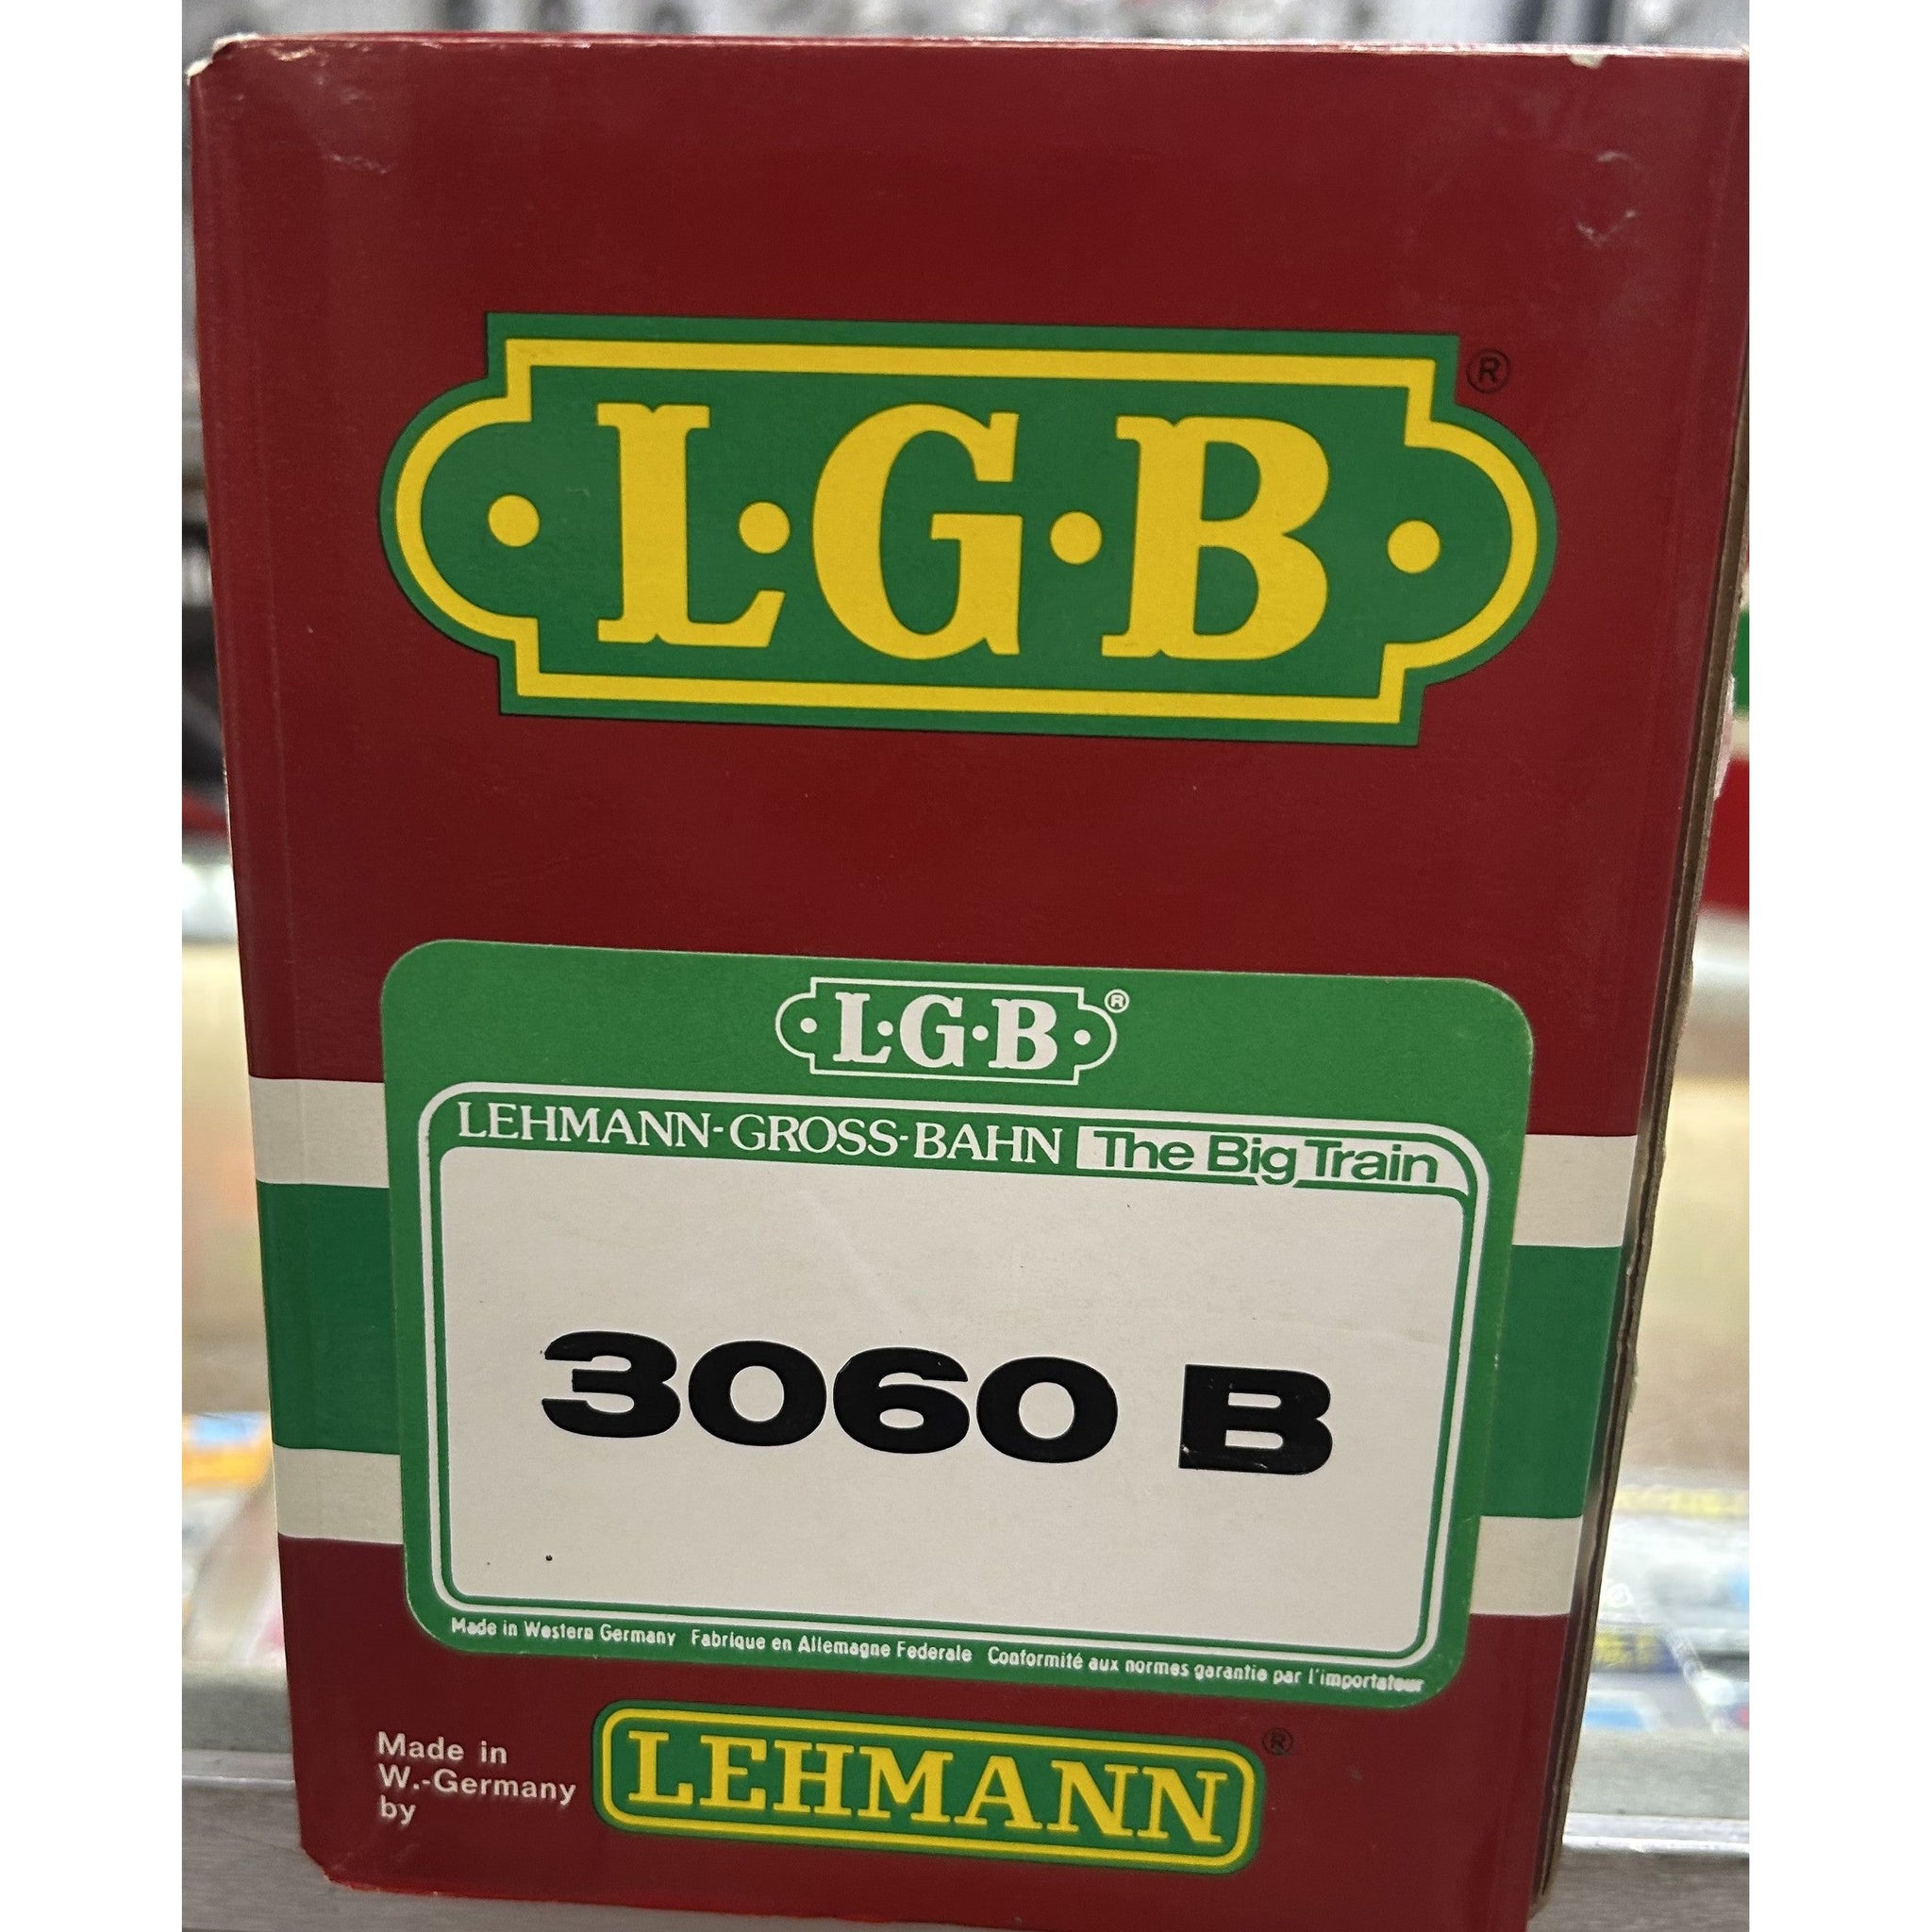 L·G·B ®
L·G·B ®
LEHMANN-GROSS-BAHN The Big Train
3060 B
Made in Western Germany Fabrique en Allemagne Federale Conformité aux normes garantie par l'importateur
Made in
W.-Germany
by
LEHMANN ®